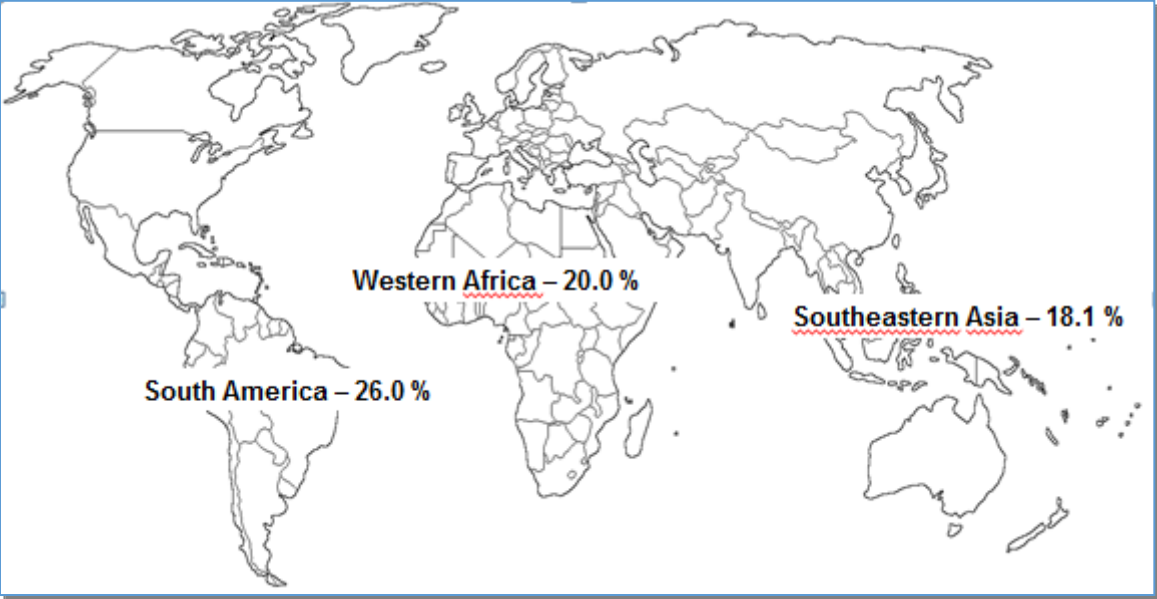 Western Africa – 20.0 %
Southeastern Asia – 18.1 %
South America – 26.0 %